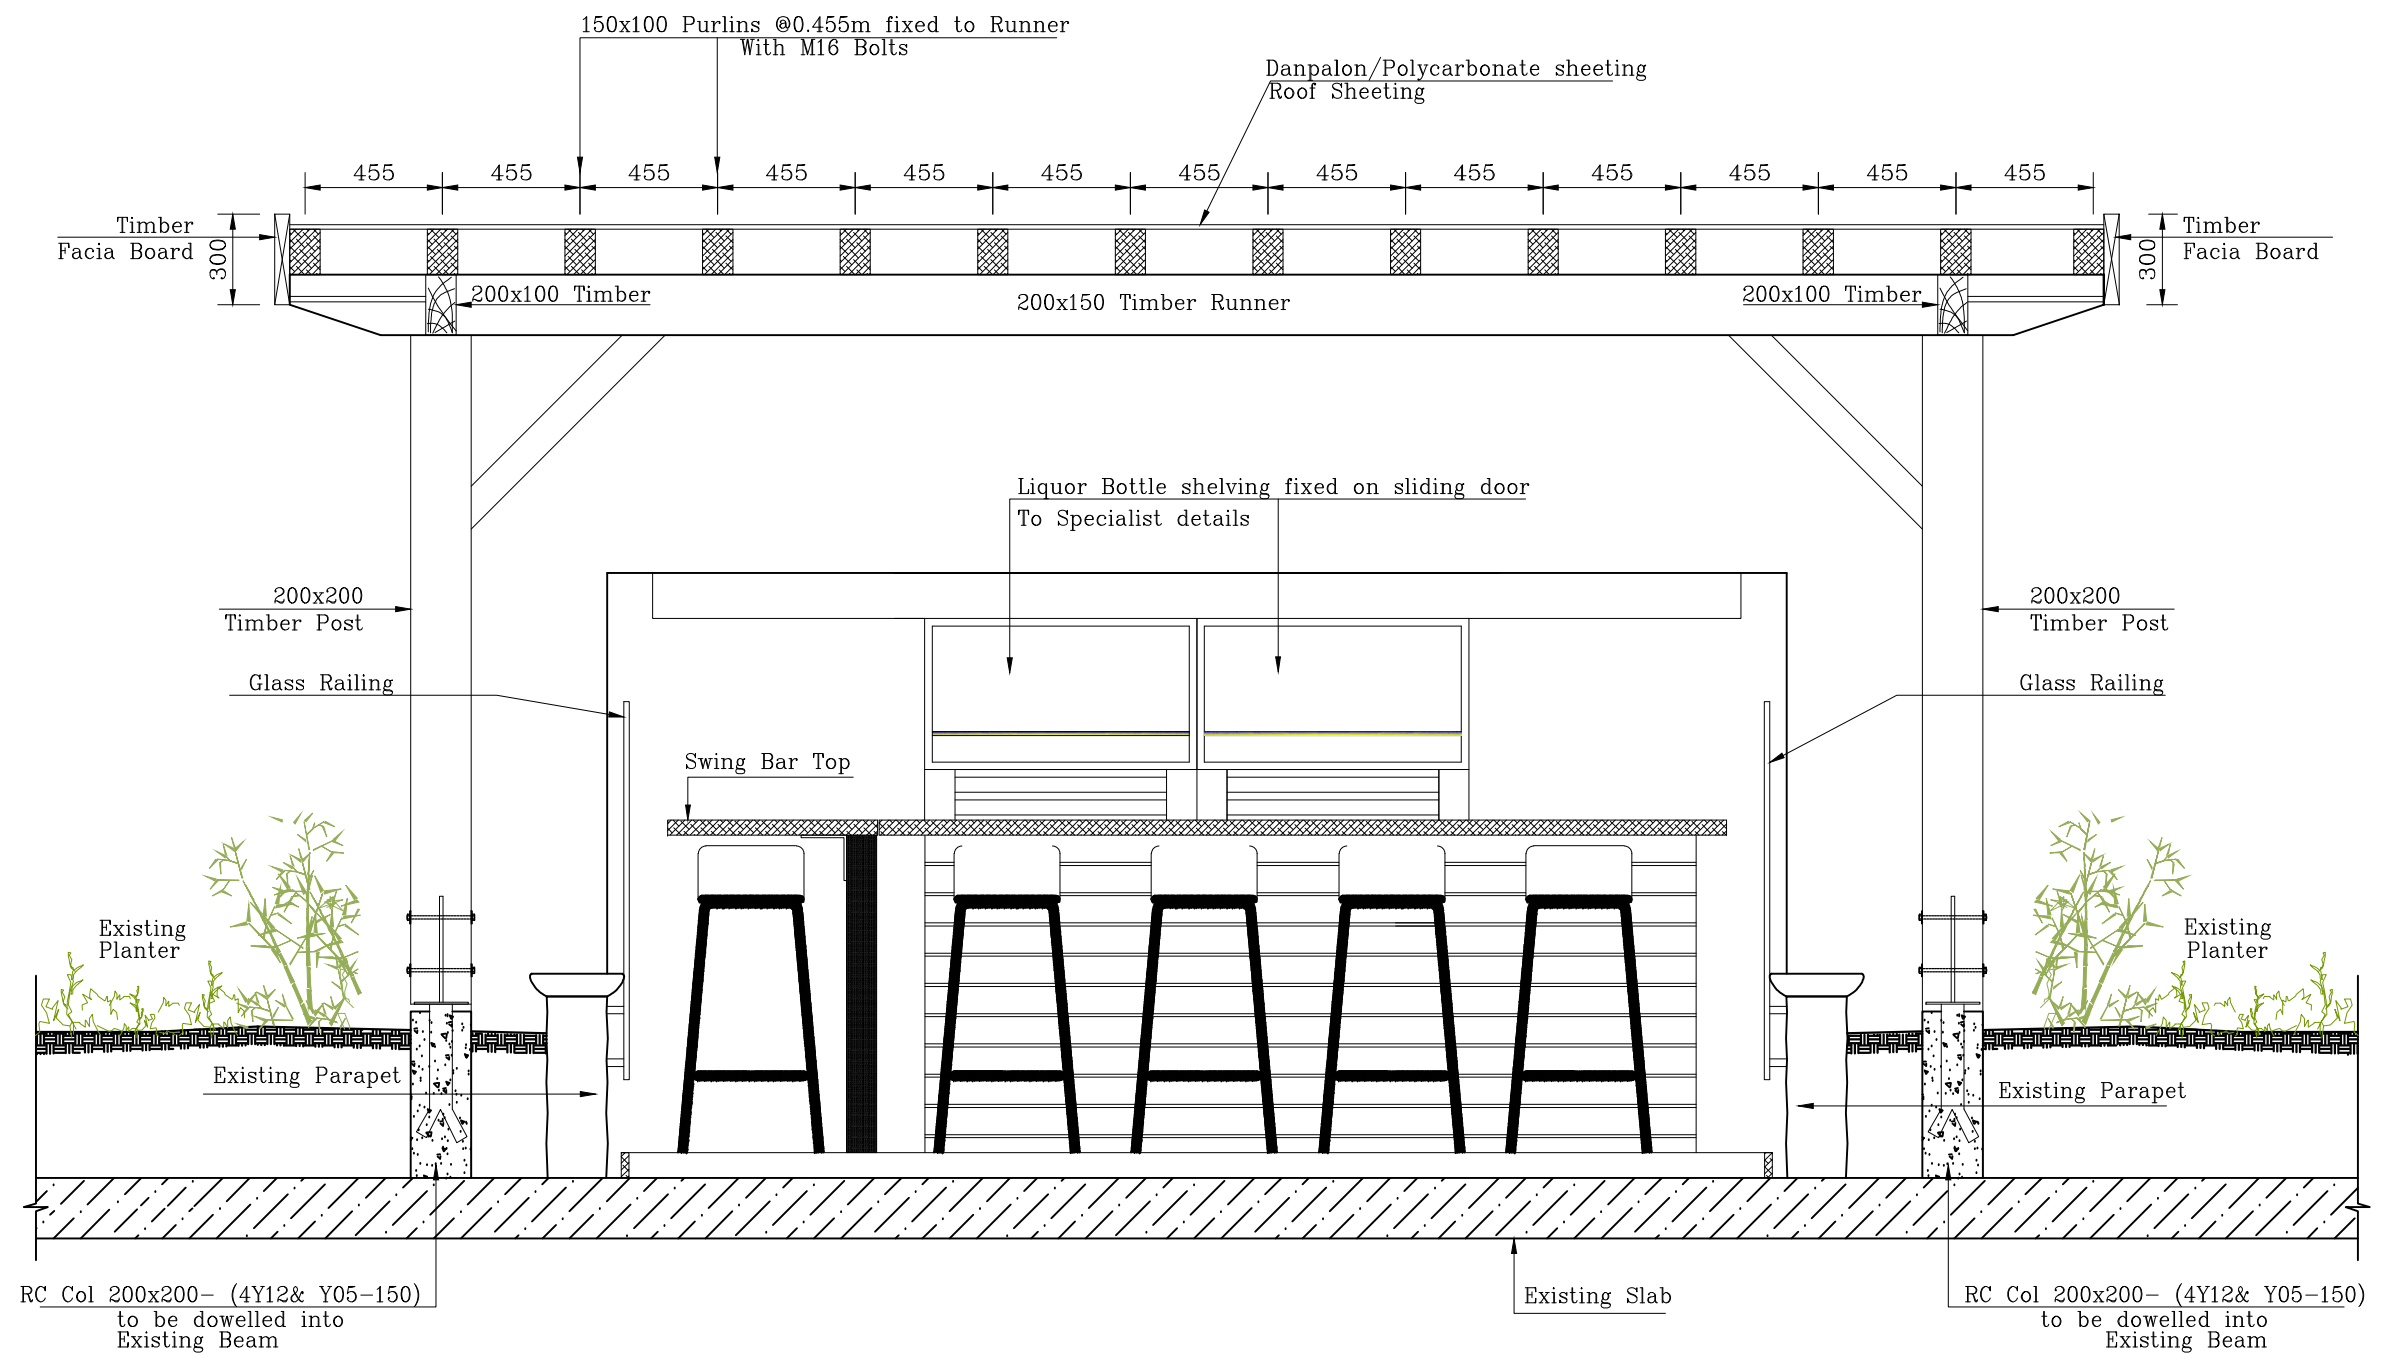 150x100 Purlins @0.455m fixed to Runner
With M16 Bolts
Danpalon/Polycarbonate sheeting
Roof Sheeting
455 455 455 455 455 455 455 455 455 455 455 455 455
Timber
Facia Board
300
Timber
Facia Board
300
200x100 Timber
200x150 Timber Runner
200x100 Timber
Liquor Bottle shelving fixed on sliding door
To Specialist details
200x200
Timber Post
200x200
Timber Post
Glass Railing
Glass Railing
Swing Bar Top
Existing
Planter
Existing
Planter
Existing Parapet
Existing Parapet
RC Col 200x200- (4Y12& Y05-150)
to be dowelled into
Existing Beam
Existing Slab
RC Col 200x200- (4Y12& Y05-150)
to be dowelled into
Existing Beam